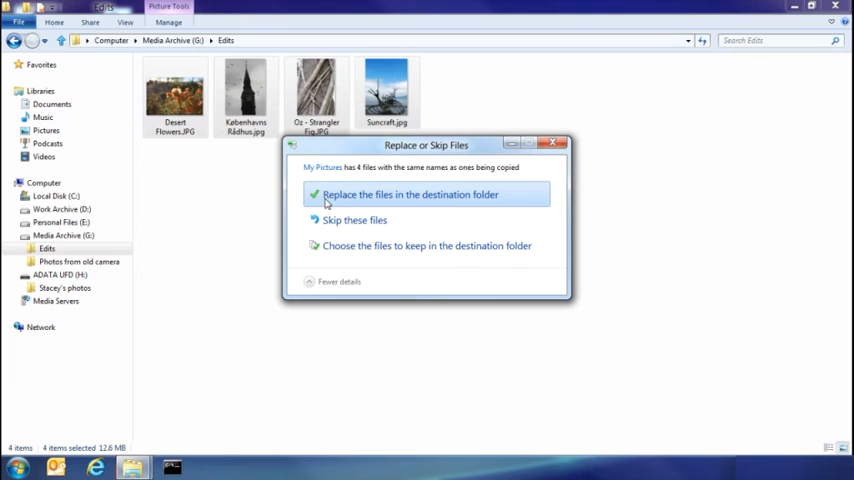 Edits
Picture Tools
File
Home
Share
View
Manage
Computer
Media Archive (G:)
Edits
Search Edits
Favorites
Libraries
Documents
Music
Pictures
Podcasts
Videos
Computer
Local Disk (C:)
Work Archive (D:)
Personal Files (E:)
Media Archive (G:)
Edits
Photos from old camera
ADATA UFD (H:)
Stacey's photos
Media Servers
Network
Desert
Flowers.JPG
Københavns
Rådhus.jpg
Oz - Strangler
Fig.JPG
Suncraft.jpg
Replace or Skip Files
My Pictures has 4 files with the same names as ones being copied
Replace the files in the destination folder
Skip these files
Choose the files to keep in the destination folder
Fewer details
4 items
4 items selected 12.6 MB